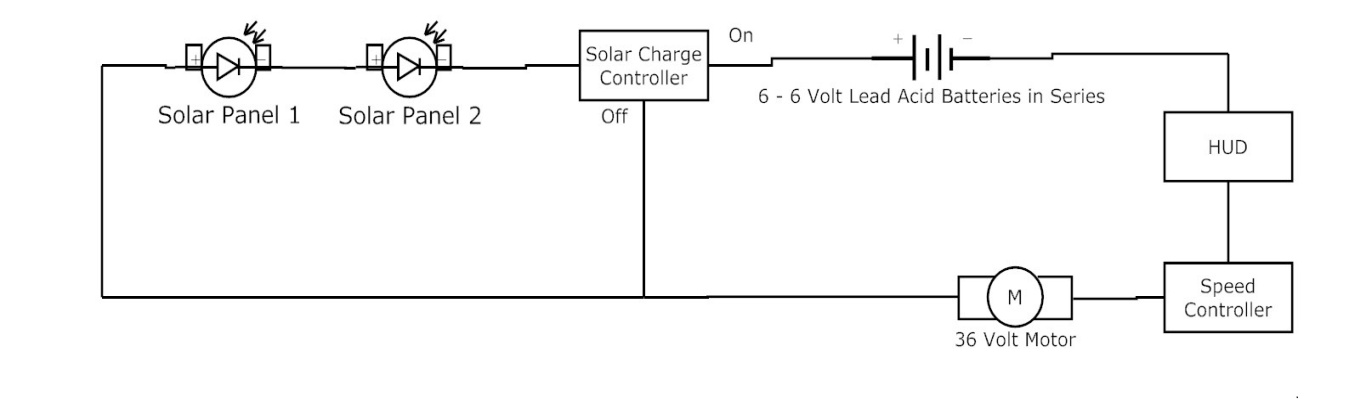 On
+ -
Solar Charge
Controller
+ - + -
6 - 6 Volt Lead Acid Batteries in Series
Solar Panel 1
Solar Panel 2
Off
HUD
Speed
Controller
M
36 Volt Motor